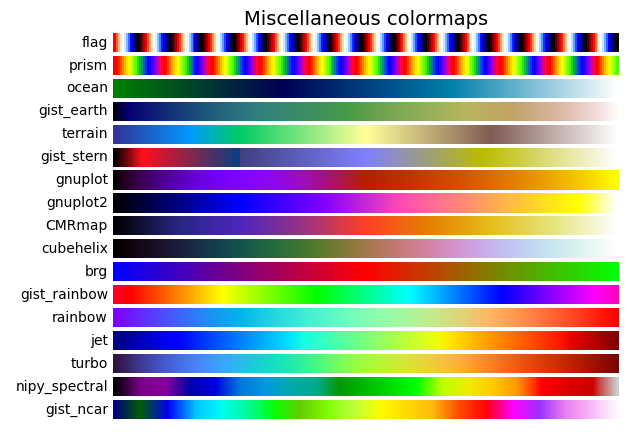 Miscellaneous colormaps
flag
prism
ocean
gist_earth
terrain
gist_stern
gnuplot
gnuplot2
CMRmap
cubehelix
brg
gist_rainbow
rainbow
jet
turbo
nipy_spectral
gist_ncar